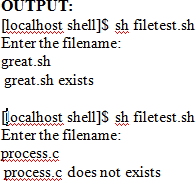 OUTPUT:
[localhost shell]$ sh filetest.sh
Enter the filename:
great.sh
great.sh exists
[localhost shell]$ sh filetest.sh
Enter the filename:
process.c
process.c does not exists